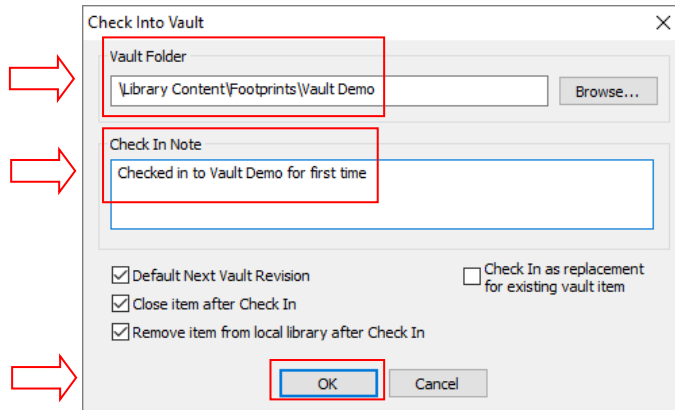 Check Into Vault
Vault Folder
\Library Content\Footprints\Vault Demo
Browse...
Check In Note
Checked in to Vault Demo for first time
Default Next Vault Revision
Check In as replacement
for existing vault item
Close item after Check In
Remove item from local library after Check In
OK
Cancel